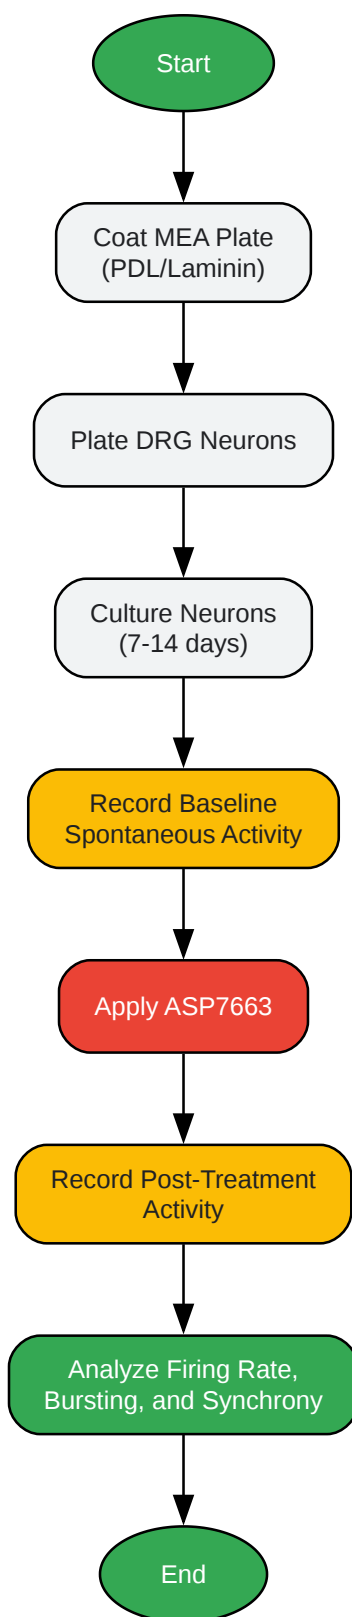 Start
Coat MEA Plate
(PDL/Laminin)
Plate DRG Neurons
Culture Neurons
(7-14 days)
Record Baseline
Spontaneous Activity
Apply ASP7663
Record Post-Treatment
Activity
Analyze Firing Rate,
Bursting, and Synchrony
End